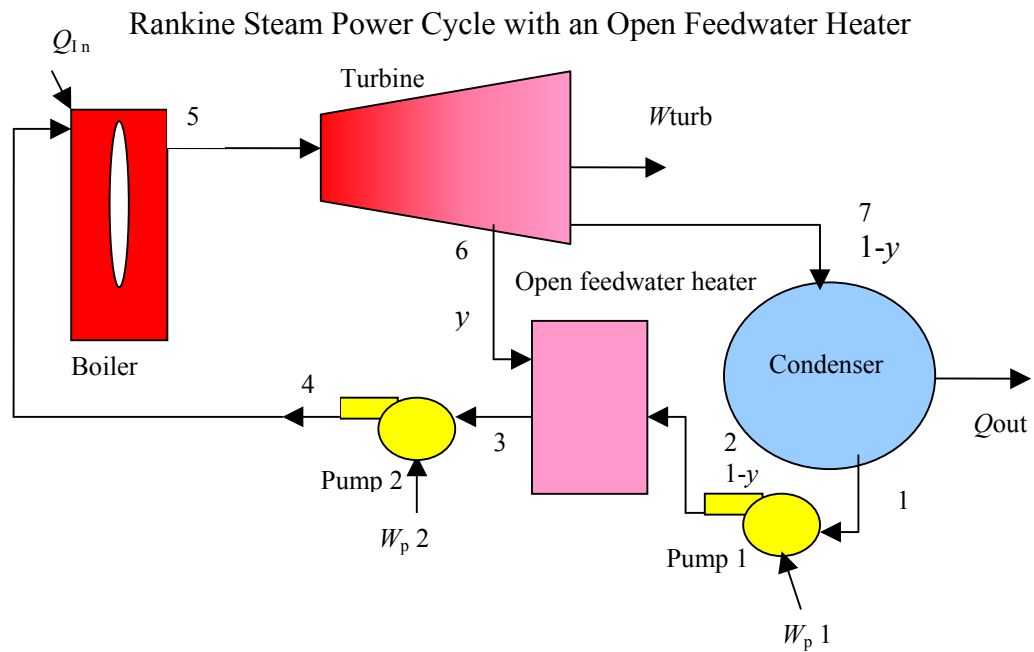 Rankine Steam Power Cycle with an Open Feedwater Heater
QIn
Turbine
5
Wturb
7
1-y
6
Open feedwater heater
y
Boiler
Condenser
4
3
2
1-y
Qout
Pump 2
1
Wp 2
Pump 1
Wp 1